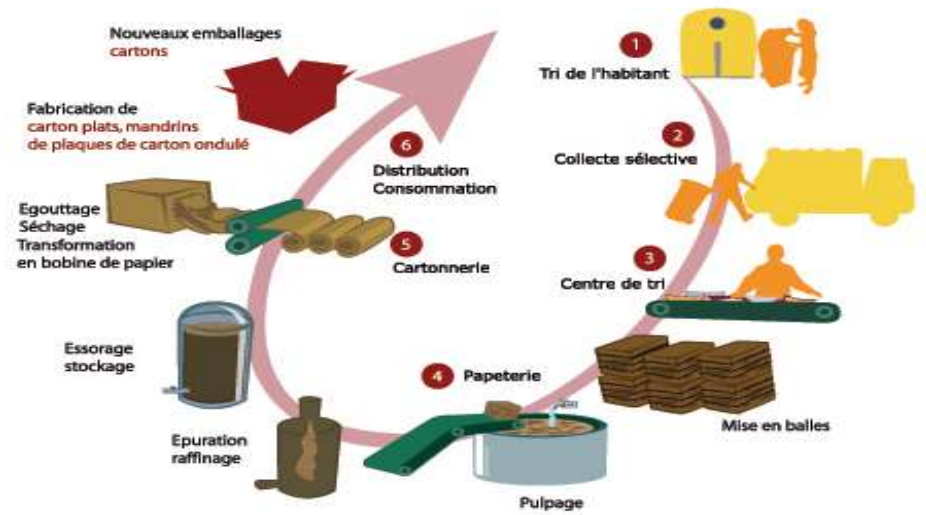 1
Tri de l'habitant
2
Collecte sélective
3
Centre de tri
Mise en balles
4 Papeterie
Pulpage
Epuration
raffinage
Essorage
stockage
5
Cartonnerie
Egouttage
Séchage
Transformation
en bobine de papier
6
Distribution
Consommation
Fabrication de
carton plats, mandrins
de plaques de carton ondulé
Nouveaux emballages
cartons